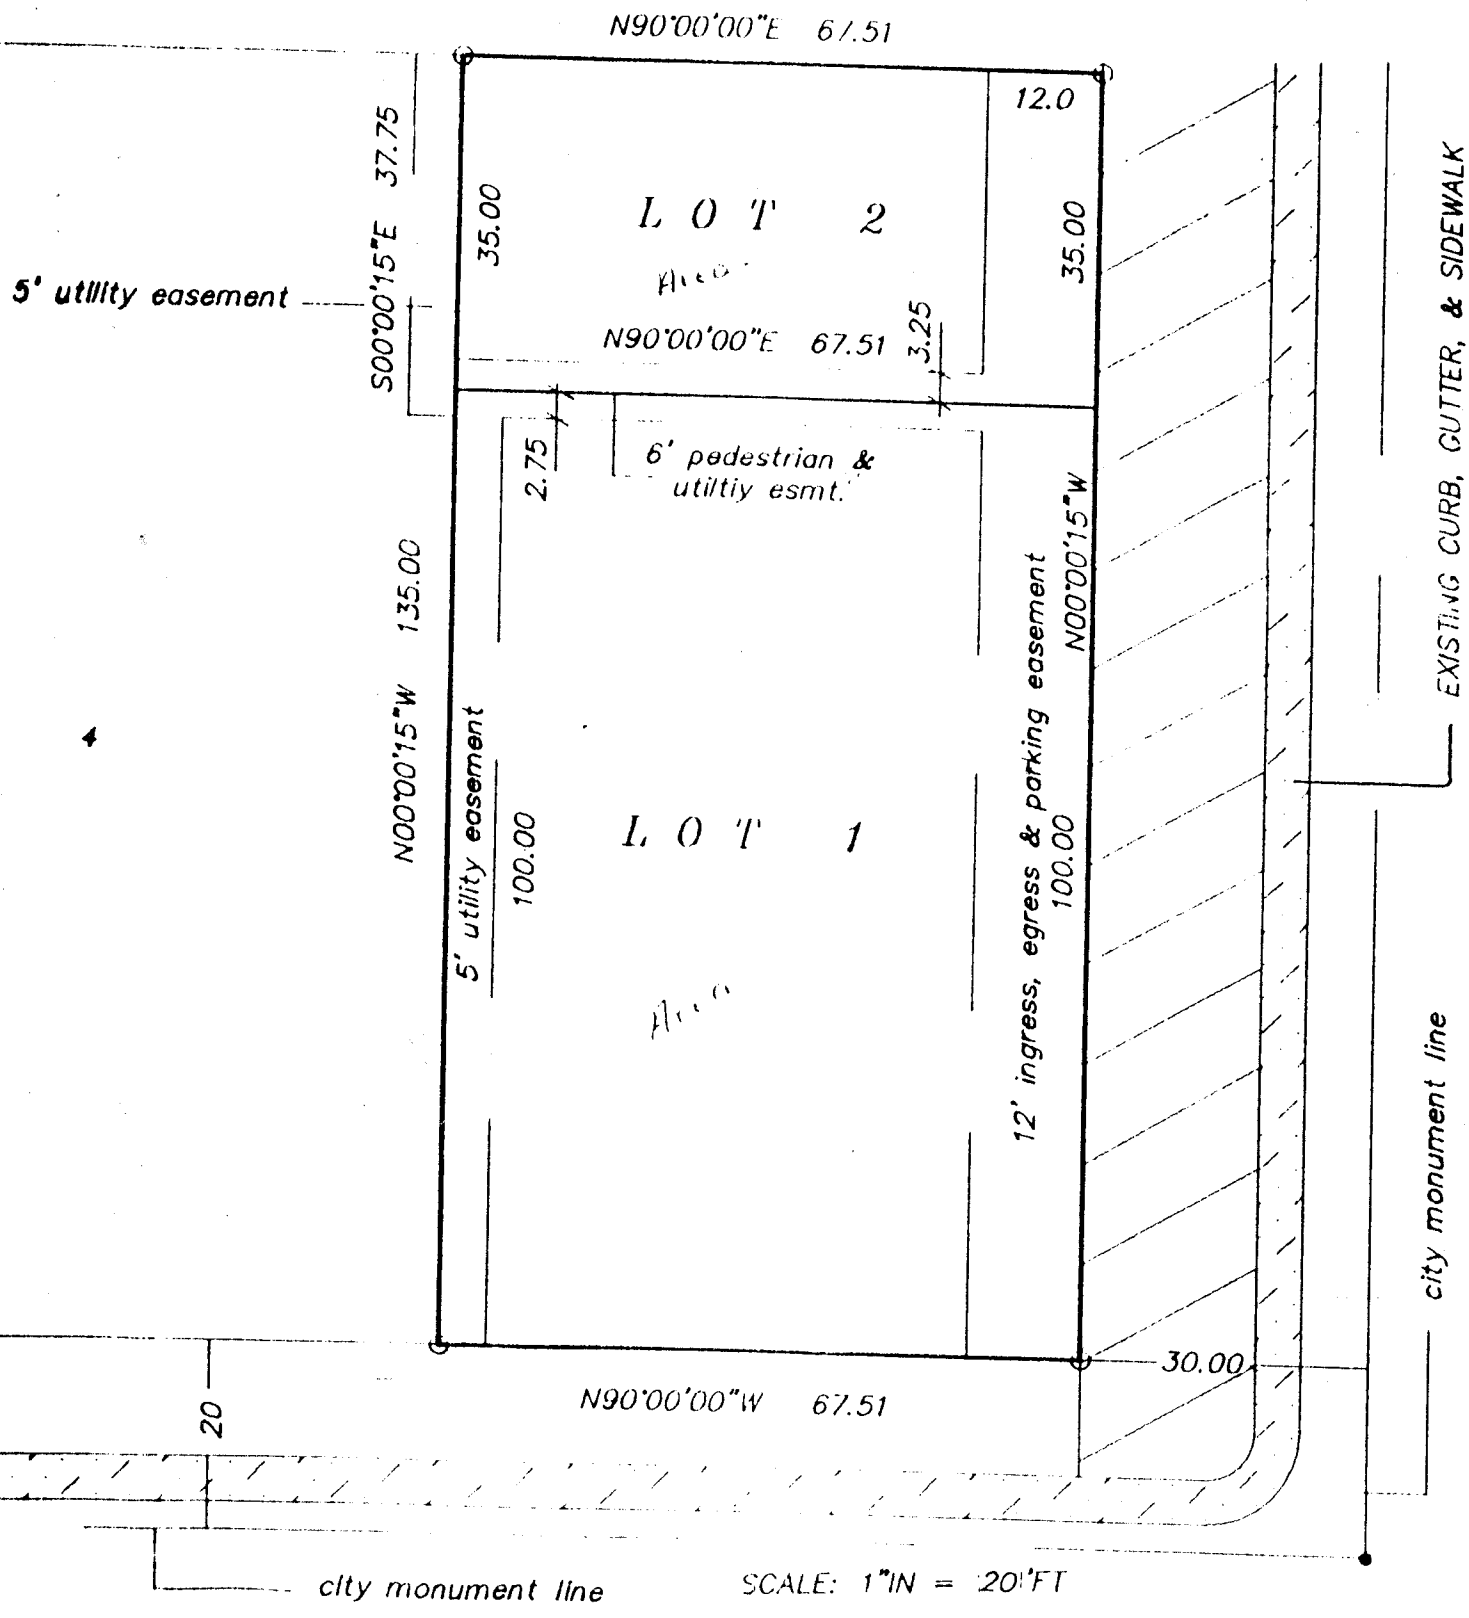 N90°00'00"E 67.51
12.0
S00°00'15"E 37.75
35.00
LOT 2
35.00
Area
5' utility easement
N90°00'00"E 67.51
3.25
2.75
6' pedestrian &
utiltiy esmt.
N00°00'15"W 135.00
N00°00'15"W
100.00
12' ingress, egress & parking easement
5' utility easement
100.00
LOT 1
Area
4
EXISTING CURB, GUTTER, & SIDEWALK
city monument line
30.00
N90°00'00"W 67.51
20
city monument line
SCALE: 1"IN = 20'FT